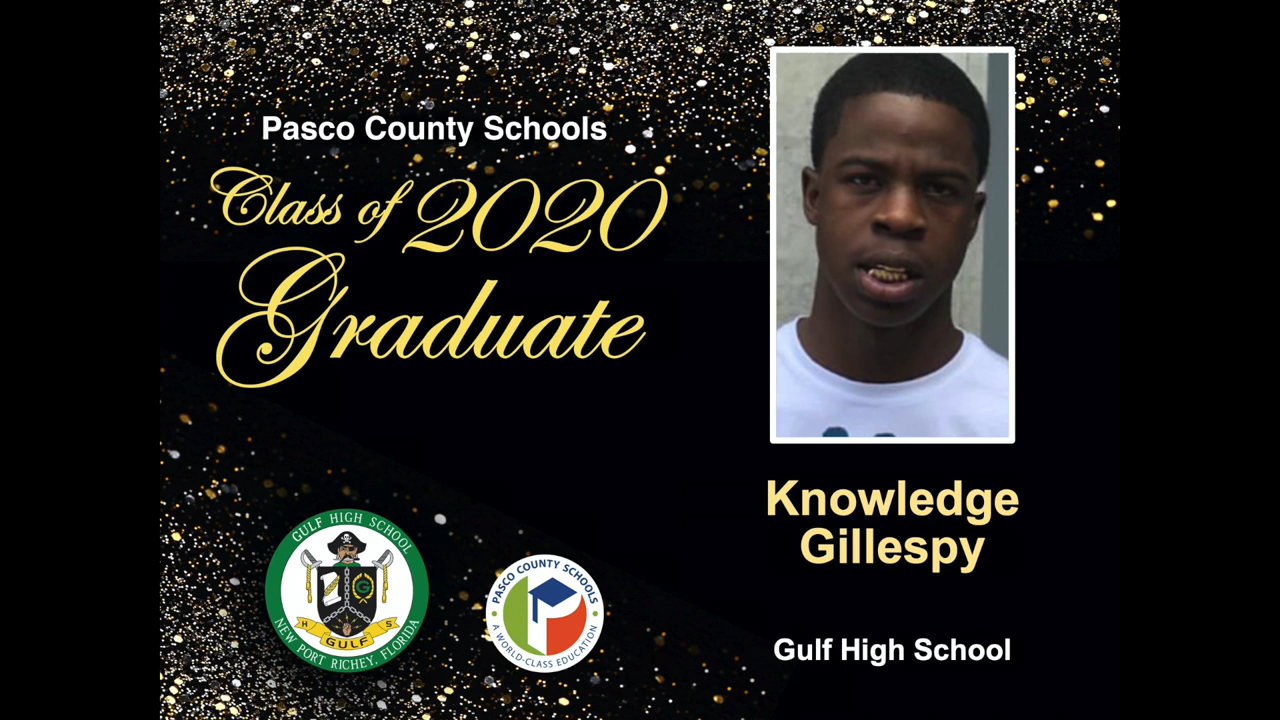 Pasco County Schools
Class of 2020
Graduate
Knowledge
Gillespy
Gulf High School
GULF HIGH SCHOOL
G
H S
GULF
NEW PORT RICHEY, FLORIDA
PASCO COUNTY SCHOOLS
A WORLD-CLASS EDUCATION